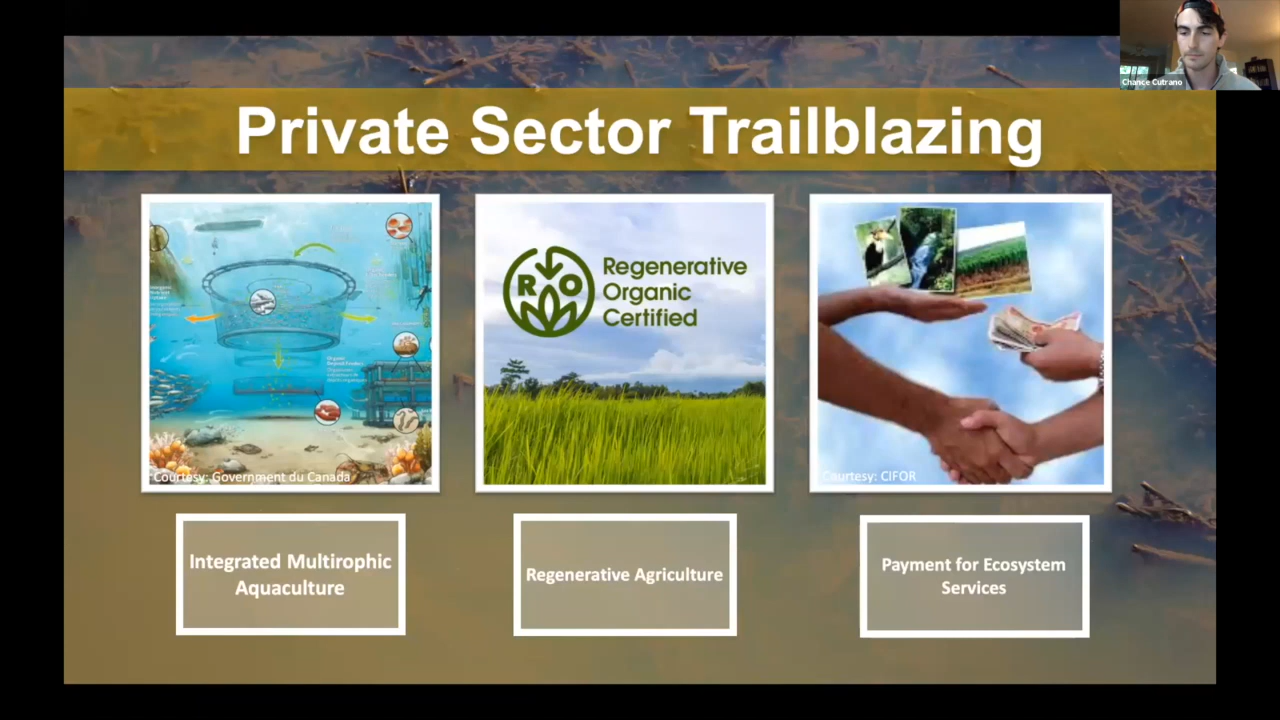 Chance Cutrano
Private Sector Trailblazing
Courtesy: Government du Canada
R O
Regenerative
Organic
Certified
Courtesy: CIFOR
Integrated Multirophic
Aquaculture
Regenerative Agriculture
Payment for Ecosystem
Services